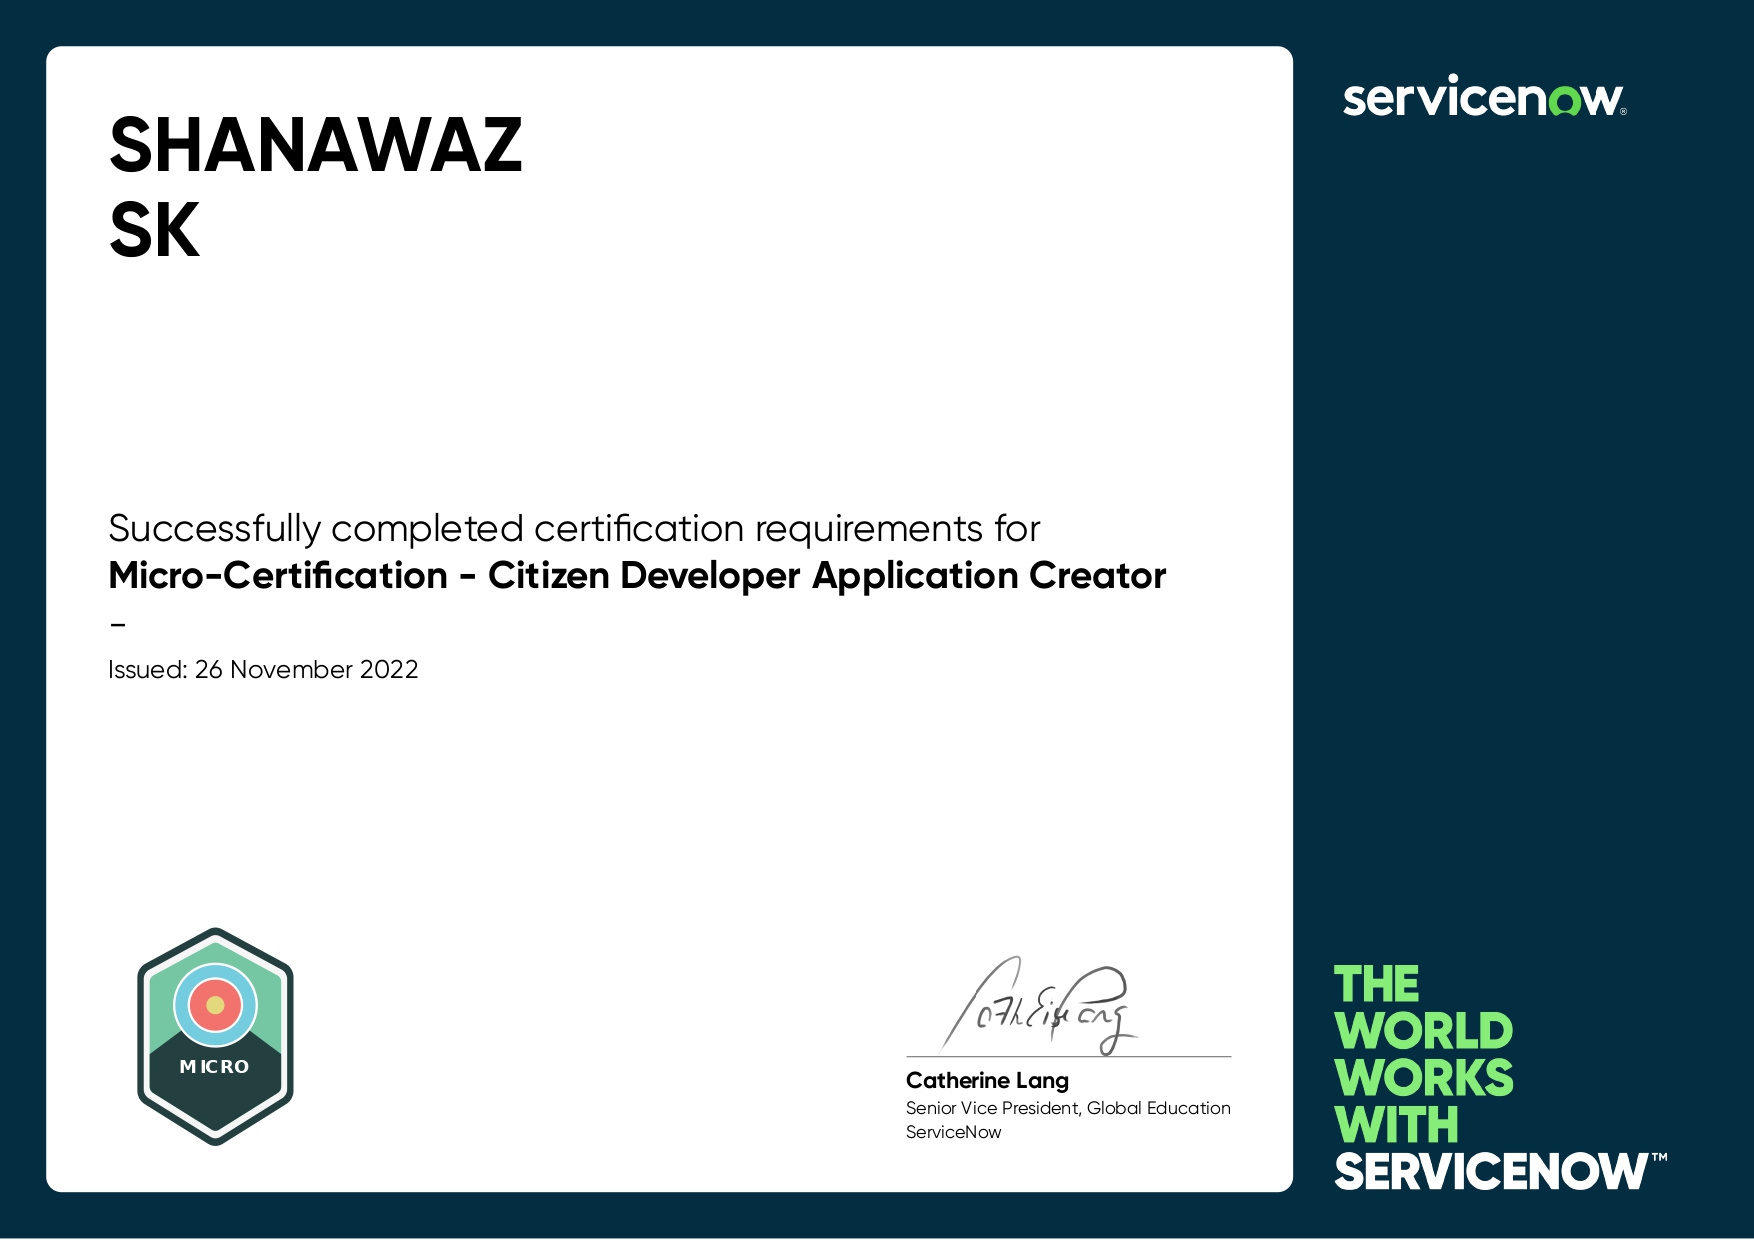 SHANAWAZ
SK
Successfully completed certification requirements for
Micro-Certification - Citizen Developer Application Creator
–
Issued: 26 November 2022
MICRO
Catherine Lang
Catherine Lang
Senior Vice President, Global Education
ServiceNow
servicenow®
THE
WORLD
WORKS
WITH
SERVICENOW™